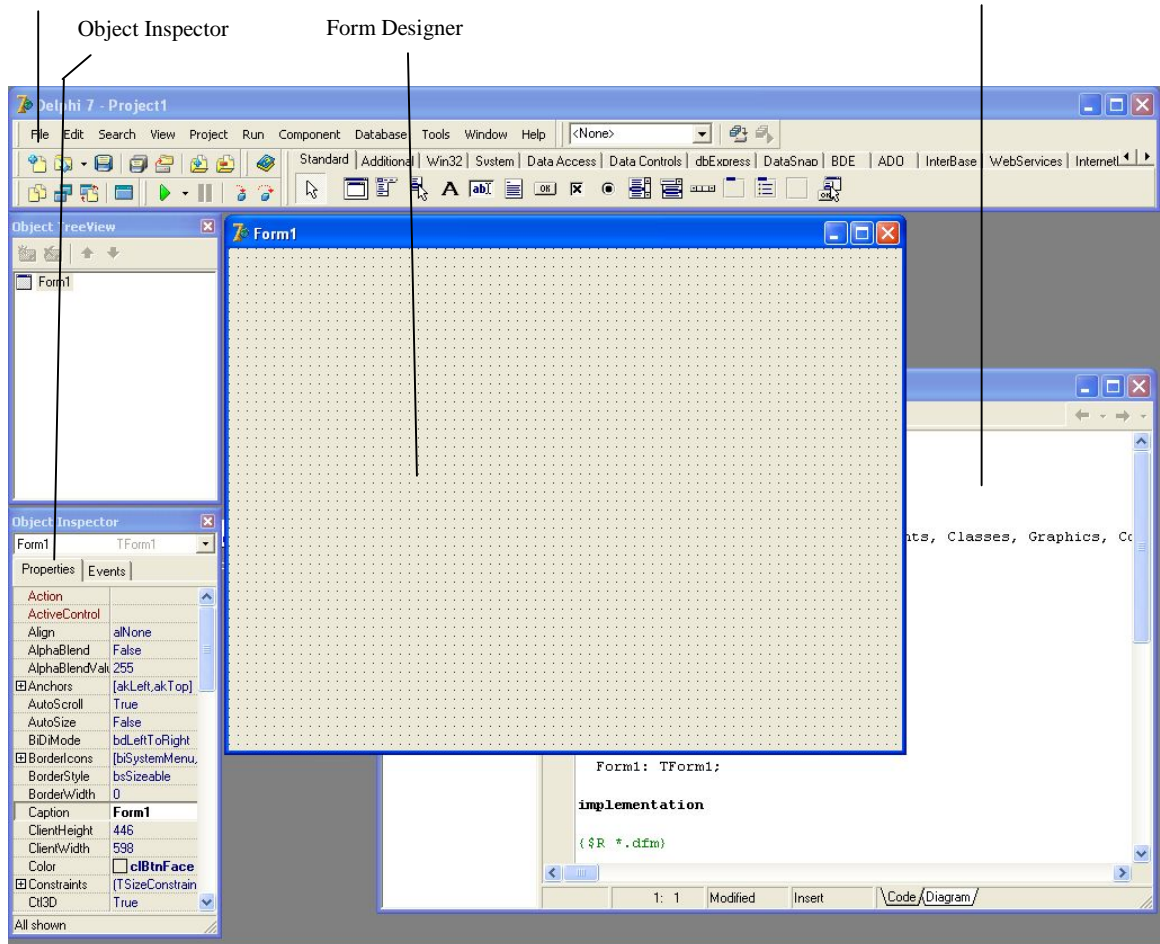 Object Inspector
Form Designer
Delphi 7 - Project1
File Edit Search View Project Run Component Database Tools Window Help <None>
Standard Additional Win32 System Data Access Data Controls dbExpress DataSnap BDE ADO InterBase WebServices Internet
A ab OK
Object TreeView
Form1
Form1
Object Inspector
Form1 TForm1
Properties Events
Action
ActiveControl
Align alNone
AlphaBlend False
AlphaBlendVal 255
Anchors [akLeft,akTop]
AutoScroll True
AutoSize False
BiDiMode bdLeftToRight
BorderIcons [biSystemMenu,
BorderStyle bsSizeable
BorderWidth 0
Caption Form1
ClientHeight 446
ClientWidth 598
Color clBtnFace
Constraints (TSizeConstrain
Ctl3D True
All shown
nts, Classes, Graphics, Co
Form1: TForm1;
implementation
{$R *.dfm}
1: 1 Modified Insert Code Diagram